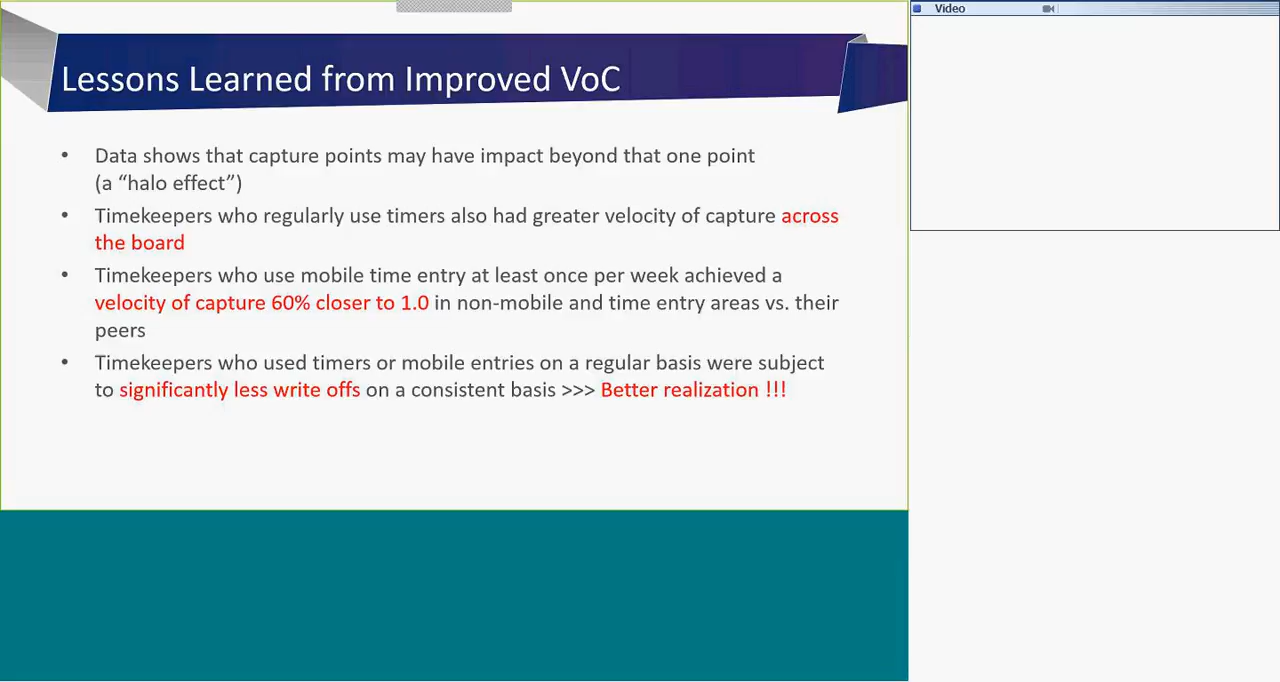 Video
Lessons Learned from Improved VoC
• Data shows that capture points may have impact beyond that one point
(a “halo effect”)
• Timekeepers who regularly use timers also had greater velocity of capture across
the board
• Timekeepers who use mobile time entry at least once per week achieved a
velocity of capture 60% closer to 1.0 in non-mobile and time entry areas vs. their
peers
• Timekeepers who used timers or mobile entries on a regular basis were subject
to significantly less write offs on a consistent basis >>> Better realization !!!